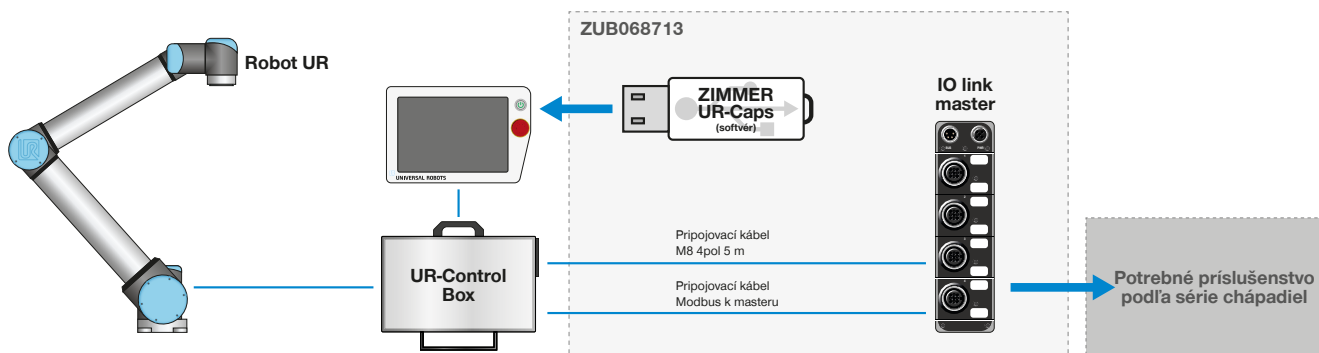 ZUB068713
Robot UR
ZIMMER
UR-Caps
(softvér)
IO link
master
UNIVERSAL ROBOTS
UR
Pripojovací kábel
M8 4pol 5 m
UR-Control
Box
Pripojovací kábel
Modbus k masteru
Potrebné príslušenstvo
podľa série chápadiel